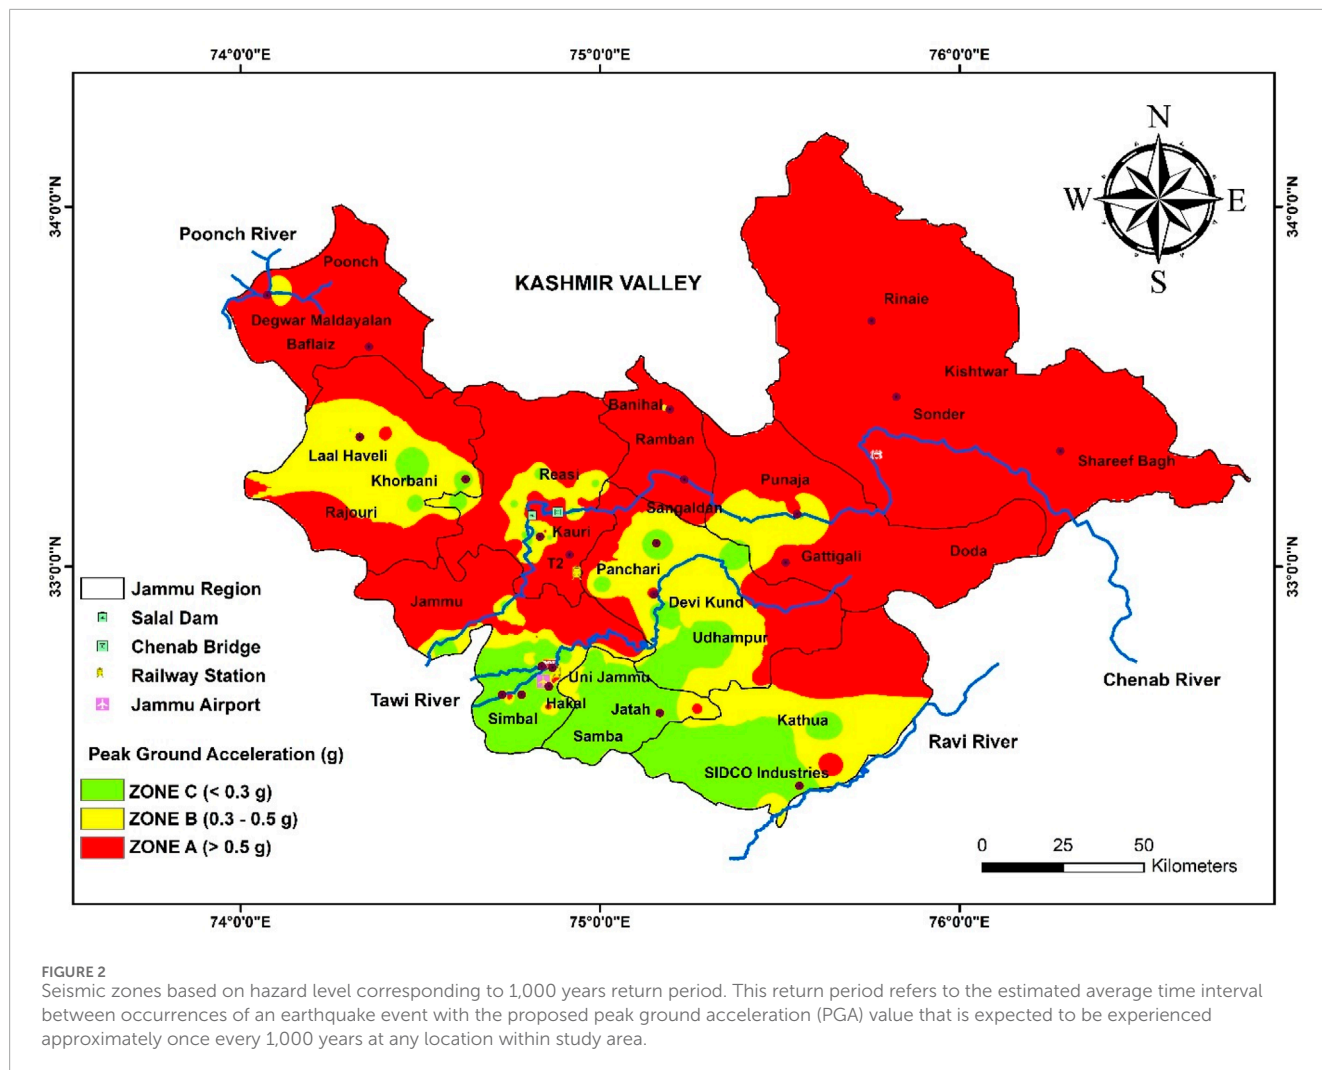 74°0'0"E
75°0'0"E
76°0'0"E
34°0'0"N
34°0'0"N
N
W
E
S
Poonch River
Poonch
KASHMIR VALLEY
Rinaie
Degwar Maldayalan
Baflaiz
Kishtwar
Banihal
Sonder
Ramban
Laal Haveli
Shareef Bagh
Reasi
Khorbani
Punaja
Rajouri
Sangaldan
Kauri
Gattigali
Doda
33°0'0"N
33°0'0"N
T2
Panchari
Jammu Region
Jammu
Devi Kund
Salal Dam
Udhampur
Chenab Bridge
Railway Station
Uni Jammu
Chenab River
Tawi River
Jammu Airport
Hakal
Jatah
Simbal
Kathua
Samba
Ravi River
Peak Ground Acceleration (g)
SIDCO Industries
ZONE C (< 0.3 g)
ZONE B (0.3 - 0.5 g)
ZONE A (> 0.5 g)
0
25
50
Kilometers
74°0'0"E
75°0'0"E
76°0'0"E
FIGURE 2
Seismic zones based on hazard level corresponding to 1,000 years return period. This return period refers to the estimated average time interval
between occurrences of an earthquake event with the proposed peak ground acceleration (PGA) value that is expected to be experienced
approximately once every 1,000 years at any location within study area.